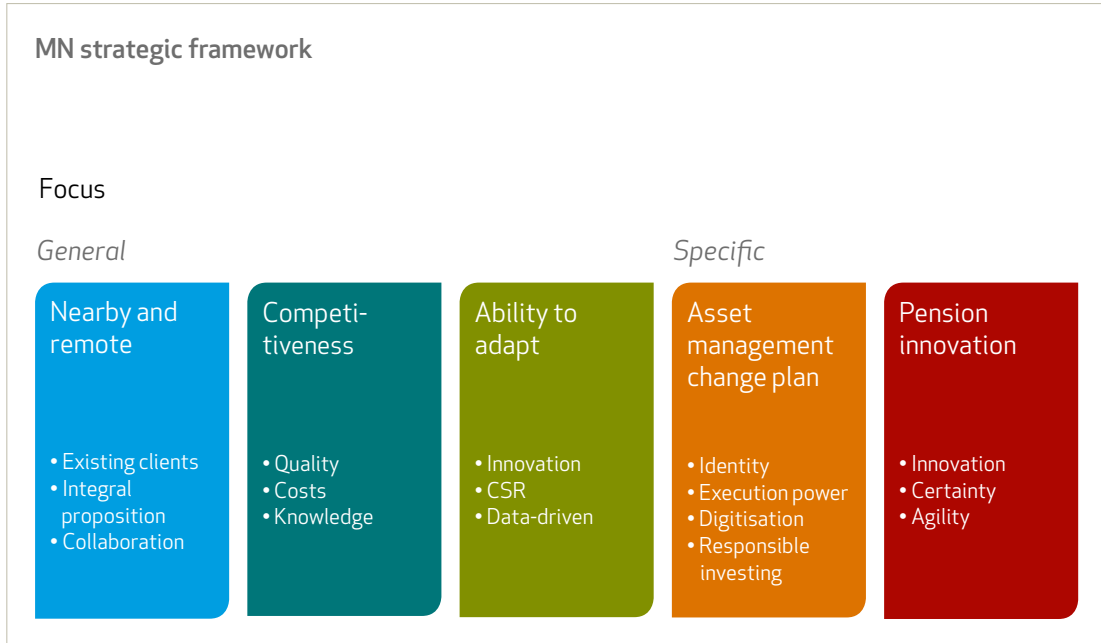 MN strategic framework
Focus
General
Specific
Nearby and
remote
• Existing clients
• Integral
proposition
• Collaboration
Competi-
tiveness
• Quality
• Costs
• Knowledge
Ability to
adapt
• Innovation
• CSR
• Data-driven
Asset
management
change plan
• Identity
• Execution power
• Digitisation
• Responsible
investing
Pension
innovation
• Innovation
• Certainty
• Agility